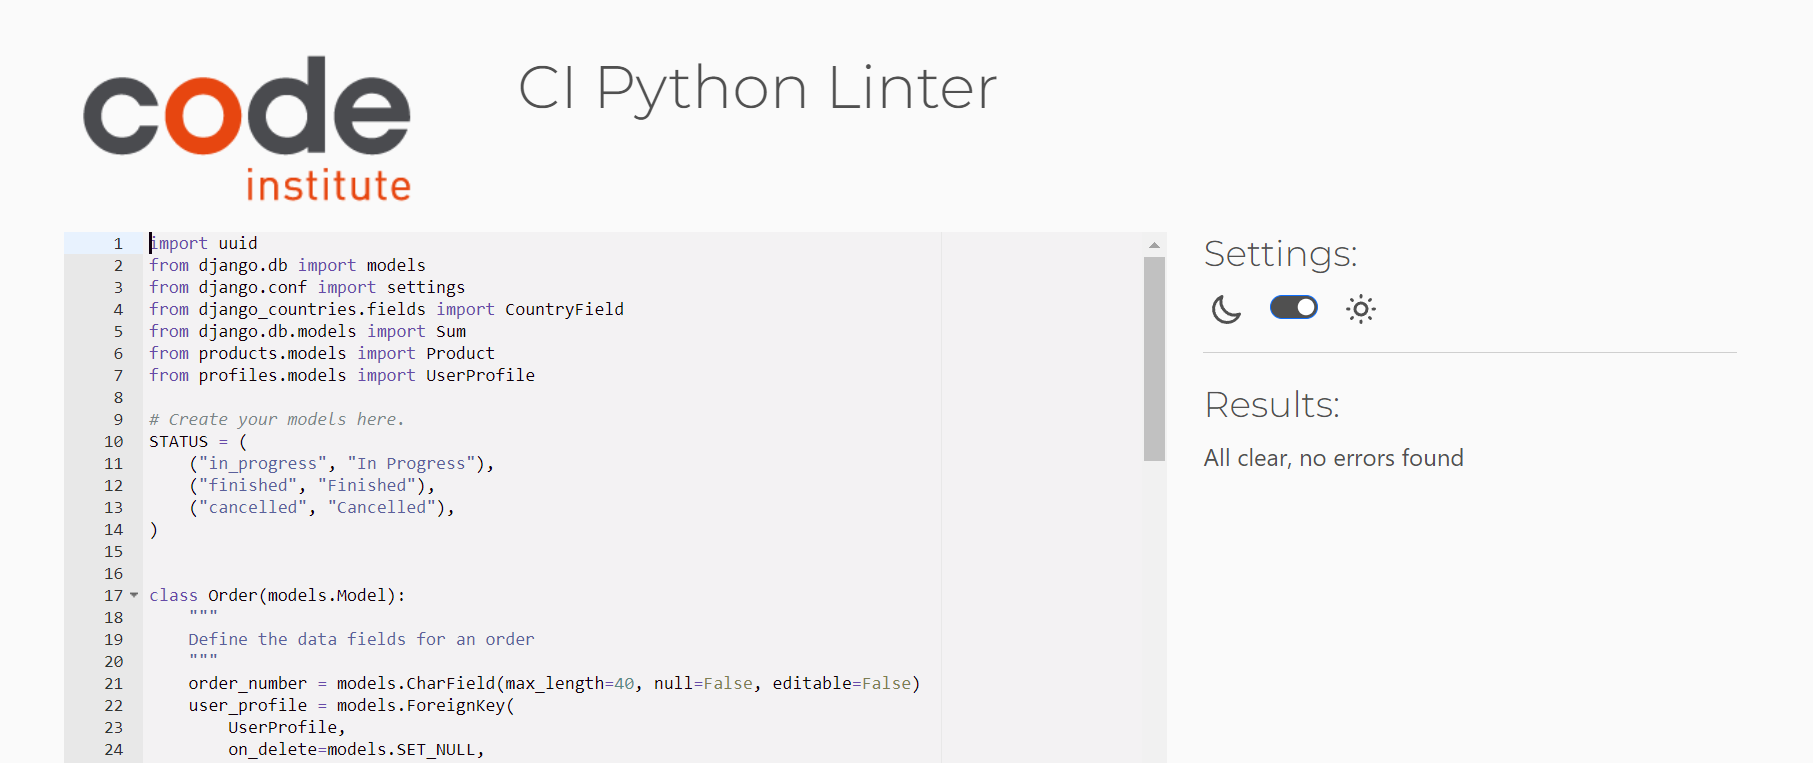 code
institute
CI Python Linter
1 import uuid
2 from django.db import models
3 from django.conf import settings
4 from django_countries.fields import CountryField
5 from django.db.models import Sum
6 from products.models import Product
7 from profiles.models import UserProfile
8
9 # Create your models here.
10 STATUS = (
11     ("in_progress", "In Progress"),
12     ("finished", "Finished"),
13     ("cancelled", "Cancelled"),
14 )
15
16
17 class Order(models.Model):
18     """
19     Define the data fields for an order
20     """
21     order_number = models.CharField(max_length=40, null=False, editable=False)
22     user_profile = models.ForeignKey(
23         UserProfile,
24         on_delete=models.SET_NULL,
Settings:
Results:
All clear, no errors found